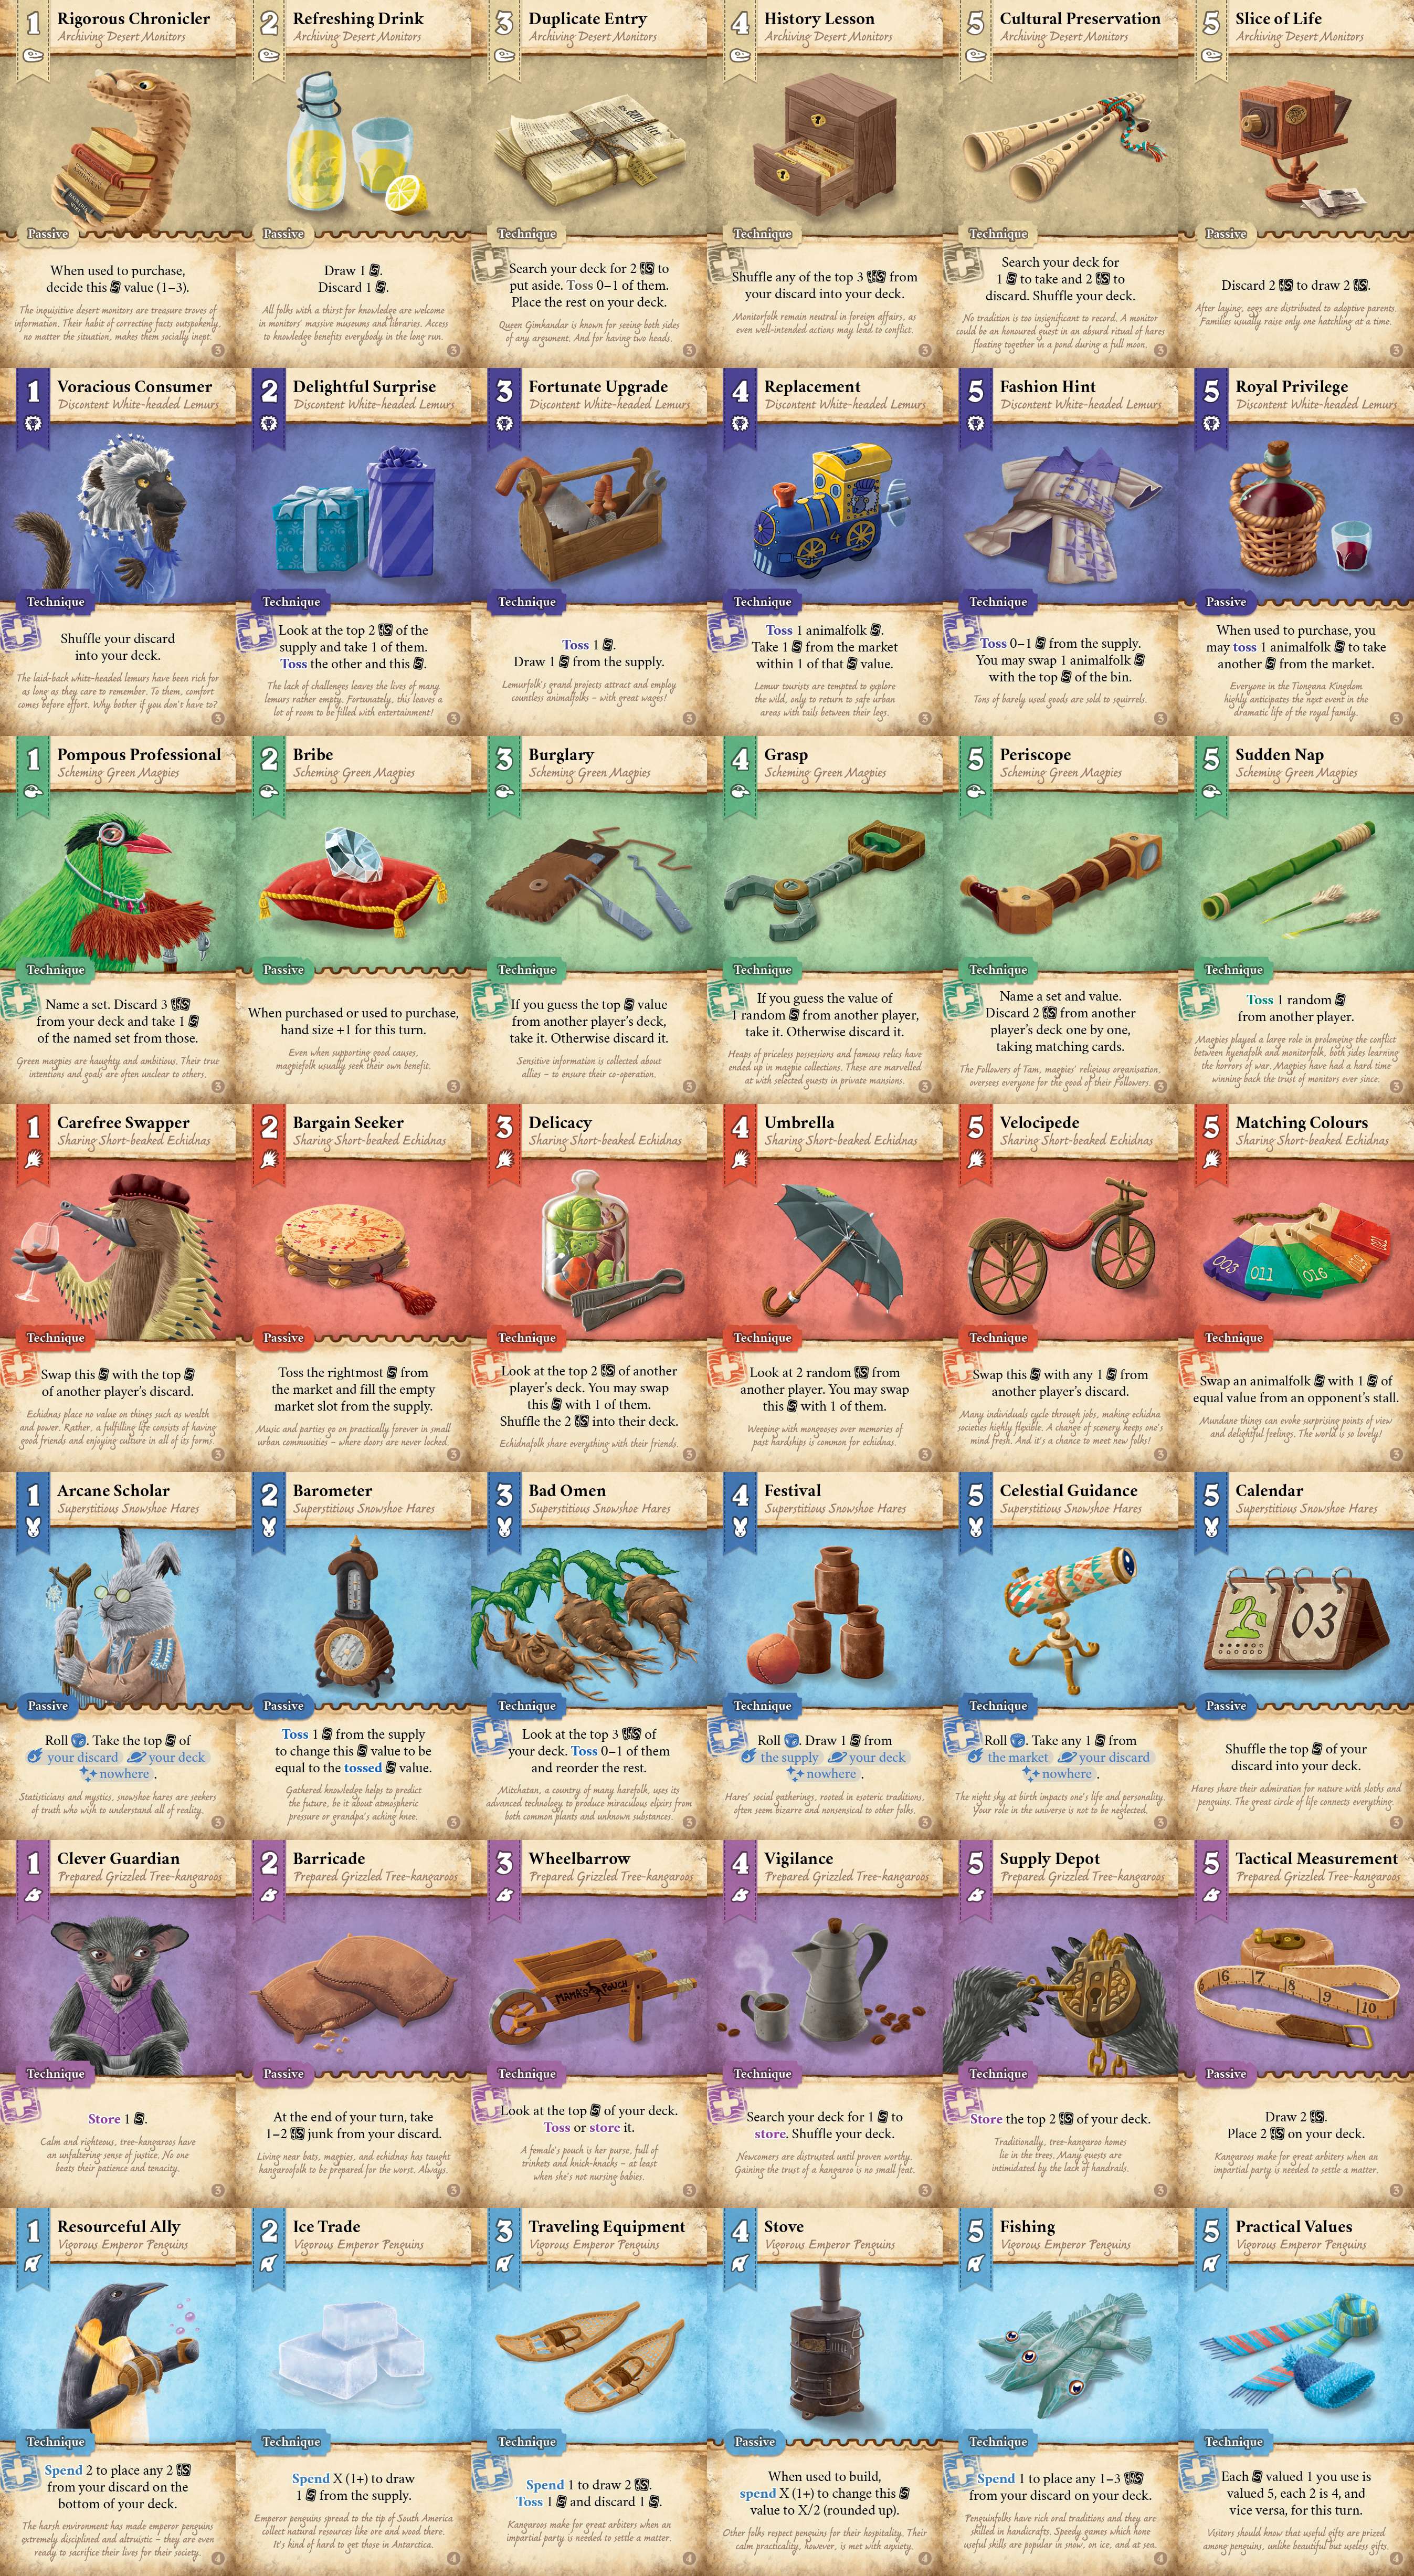 1
Rigorous Chronicler
Archiving Desert Monitors
Passive
When used to purchase,
decide this value (1–3).
The inquisitive desert monitors are treasure troves of
information. Their habit of correcting facts outspokenly,
no matter the situation, makes them socially inept.
3
2
Refreshing Drink
Archiving Desert Monitors
Passive
Draw 1 .
Discard 1 .
All folks with a thirst for knowledge are welcome
in monitors' massive museums and libraries. Access
to knowledge benefits everybody in the long run.
3
3
Duplicate Entry
Archiving Desert Monitors
Technique
Search your deck for 2 to
put aside. Toss 0–1 of them.
Place the rest on your deck.
Queen Gimkandar is known for seeing both sides
of any argument. And for having two heads.
3
4
History Lesson
Archiving Desert Monitors
Technique
Shuffle any of the top 3 from
your discard into your deck.
Monitorfolk remain neutral in foreign affairs, as
even well-intended actions may lead to conflict.
3
5
Cultural Preservation
Archiving Desert Monitors
Technique
Search your deck for
1 to take and 2 to
discard. Shuffle your deck.
No tradition is too insignificant to record. A monitor
could be an honoured guest in an absurd ritual of hares
floating together in a pond during a full moon.
3
5
Slice of Life
Archiving Desert Monitors
Passive
Discard 2 to draw 2 .
After laying, eggs are distributed to adoptive parents.
Families usually raise only one hatchling at a time.
3
1
Voracious Consumer
Discontent White-headed Lemurs
Technique
Shuffle your discard
into your deck.
The laid-back white-headed lemurs have been rich for
as long as they care to remember. To them, comfort
comes before effort. Why bother if you don't have to?
3
2
Delightful Surprise
Discontent White-headed Lemurs
Technique
Look at the top 2 of the
supply and take 1 of them.
Toss the other and this .
The lack of challenges leaves the lives of many
lemurs rather empty. Fortunately, this leaves a
lot of room to be filled with entertainment!
3
3
Fortunate Upgrade
Discontent White-headed Lemurs
Technique
Toss 1 .
Draw 1 from the supply.
Lemurfolk's grand projects attract and employ
countless animalfolks – with great wages!
3
4
Replacement
Discontent White-headed Lemurs
4
Technique
Toss 1 animalfolk .
Take 1 from the market
within 1 of that value.
Lemur tourists are tempted to explore
the wild, only to return to safe urban
areas with tails between their legs.
3
5
Fashion Hint
Discontent White-headed Lemurs
Technique
Toss 0–1 from the supply.
You may swap 1 animalfolk
with the top of the bin.
Tons of barely used goods are sold to squirrels.
3
5
Royal Privilege
Discontent White-headed Lemurs
Passive
When used to purchase, you
may toss 1 animalfolk to take
another from the market.
Everyone in the Tiongana Kingdom
highly anticipates the next event in the
dramatic life of the royal family.
3
1
Pompous Professional
Scheming Green Magpies
Technique
Name a set. Discard 3
from your deck and take 1
of the named set from those.
Green magpies are haughty and ambitious. Their true
intentions and goals are often unclear to others.
3
2
Bribe
Scheming Green Magpies
Passive
When purchased or used to purchase,
hand size +1 for this turn.
Even when supporting good causes,
magpiefolk usually seek their own benefit.
3
3
Burglary
Scheming Green Magpies
Technique
If you guess the top value
from another player's deck,
take it. Otherwise discard it.
Sensitive information is collected about
allies – to ensure their co-operation.
3
4
Grasp
Scheming Green Magpies
Technique
If you guess the value of
1 random from another player,
take it. Otherwise discard it.
Heaps of priceless possessions and famous relics have
ended up in magpie collections. These are marvelled
at with selected guests in private mansions.
3
5
Periscope
Scheming Green Magpies
Technique
Name a set and value.
Discard 2 from another
player's deck one by one,
taking matching cards.
The Followers of Tam, magpies' religious organisation,
oversees everyone for the good of their Followers.
3
5
Sudden Nap
Scheming Green Magpies
Technique
Toss 1 random
from another player.
Magpies played a large role in prolonging the conflict
between hyenafolk and monitorfolk, both sides learning
the horrors of war. Magpies have had a hard time
winning back the trust of monitors ever since.
3
1
Carefree Swapper
Sharing Short-beaked Echidnas
Technique
Swap this with the top
of another player's discard.
Echidnas place no value on things such as wealth
and power. Rather, a fulfilling life consists of having
good friends and enjoying culture in all of its forms.
3
2
Bargain Seeker
Sharing Short-beaked Echidnas
Passive
Toss the rightmost from
the market and fill the empty
market slot from the supply.
Music and parties go on practically forever in small
urban communities – where doors are never locked.
3
3
Delicacy
Sharing Short-beaked Echidnas
Technique
Look at the top 2 of another
player's deck. You may swap
this with 1 of them.
Shuffle the 2 into their deck.
Echidnafolk share everything with their friends.
3
4
Umbrella
Sharing Short-beaked Echidnas
Technique
Look at 2 random from
another player. You may swap
this with 1 of them.
Weeping with mongooses over memories of
past hardships is common for echidnas.
3
5
Velocipede
Sharing Short-beaked Echidnas
Technique
Swap this with any 1 from
another player's discard.
Many individuals cycle through jobs, making echidna
societies highly flexible. A change of scenery keeps one's
mind fresh. And it's a chance to meet new folks!
3
5
Matching Colours
Sharing Short-beaked Echidnas
003
011
016
Technique
Swap an animalfolk with 1 of
equal value from an opponent's stall.
Mundane things can evoke surprising points of view
and delightful feelings. The world is so lovely!
3
1
Arcane Scholar
Superstitious Snowshoe Hares
Passive
Roll . Take the top of
your discard your deck
nowhere .
Statisticians and mystics, snowshoe hares are seekers
of truth who wish to understand all of reality.
3
2
Barometer
Superstitious Snowshoe Hares
Passive
Toss 1 from the supply
to change this value to be
equal to the tossed value.
Gathered knowledge helps to predict
the future, be it about atmospheric
pressure or grandpa's aching knee.
3
3
Bad Omen
Superstitious Snowshoe Hares
Technique
Look at the top 3 of
your deck. Toss 0–1 of them
and reorder the rest.
Mitchatan, a country of many harefolk, uses its
advanced technology to produce miraculous elixirs from
both common plants and unknown substances.
3
4
Festival
Superstitious Snowshoe Hares
Technique
Roll . Draw 1 from
the supply your deck
nowhere .
Hares' social gatherings, rooted in esoteric traditions,
often seem bizarre and nonsensical to other folks.
3
5
Celestial Guidance
Superstitious Snowshoe Hares
Technique
Roll . Take any 1 from
the market your discard
nowhere .
The night sky at birth impacts one's life and personality.
Your role in the universe is not to be neglected.
3
5
Calendar
Superstitious Snowshoe Hares
03
Passive
Shuffle the top of your
discard into your deck.
Hares share their admiration for nature with sloths and
penguins. The great circle of life connects everything.
3
1
Clever Guardian
Prepared Grizzled Tree-kangaroos
Technique
Store 1 .
Calm and righteous, tree-kangaroos have
an unfaltering sense of justice. No one
beats their patience and tenacity.
3
2
Barricade
Prepared Grizzled Tree-kangaroos
Passive
At the end of your turn, take
1–2 junk from your discard.
Living near bats, magpies, and echidnas has taught
kangaroofolk to be prepared for the worst. Always.
3
3
Wheelbarrow
Prepared Grizzled Tree-kangaroos
MAMA'S POUCH
Technique
Look at the top of your deck.
Toss or store it.
A female's pouch is her purse, full of
trinkets and knick-knacks – at least
when she's not nursing babies.
3
4
Vigilance
Prepared Grizzled Tree-kangaroos
Technique
Search your deck for 1 to
store. Shuffle your deck.
Newcomers are distrusted until proven worthy.
Gaining the trust of a kangaroo is no small feat.
3
5
Supply Depot
Prepared Grizzled Tree-kangaroos
Technique
Store the top 2 of your deck.
Traditionally, tree-kangaroo homes
lie in the trees. Many guests are
intimidated by the lack of handrails.
3
5
Tactical Measurement
Prepared Grizzled Tree-kangaroos
6 7 8 9 10
Passive
Draw 2 .
Place 2 on your deck.
Kangaroos make for great arbiters when an
impartial party is needed to settle a matter.
3
1
Resourceful Ally
Vigorous Emperor Penguins
Technique
Spend 2 to place any 2
from your discard on the
bottom of your deck.
The harsh environment has made emperor penguins
extremely disciplined and altruistic – they are even
ready to sacrifice their lives for their society.
4
2
Ice Trade
Vigorous Emperor Penguins
Technique
Spend X (1+) to draw
1 from the supply.
Emperor penguins spread to the tip of South America
collect natural resources like ore and wood there.
It's kind of hard to get those in Antarctica.
4
3
Traveling Equipment
Vigorous Emperor Penguins
Technique
Spend 1 to draw 2 .
Toss 1 and discard 1 .
Kangaroos make for great arbiters when an
impartial party is needed to settle a matter.
4
4
Stove
Vigorous Emperor Penguins
Passive
When used to build,
spend X (1+) to change this
value to X/2 (rounded up).
Other folks respect penguins for their hospitality. Their
calm practicality, however, is met with anxiety.
4
5
Fishing
Vigorous Emperor Penguins
Technique
Spend 1 to place any 1–3
from your discard on your deck.
Penguinfolks have rich oral traditions and they are
skilled in handicrafts. Speedy games which hone
useful skills are popular in snow, on ice, and at sea.
4
5
Practical Values
Vigorous Emperor Penguins
Technique
Each valued 1 you use is
valued 5, each 2 is 4, and
vice versa, for this turn.
Visitors should know that useful gifts are prized
among penguins, unlike beautiful but useless gifts.
4